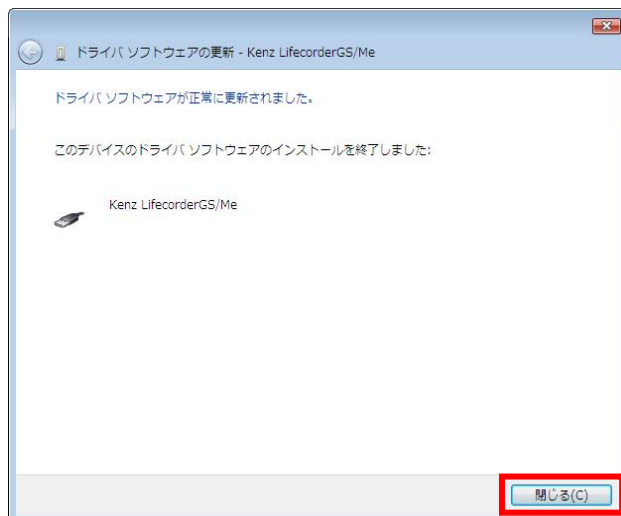 ドライバ ソフトウェアの更新 - Kenz LifecorderGS/Me
ドライバ ソフトウェアが正常に更新されました。
このデバイスのドライバ ソフトウェアのインストールを終了しました:
Kenz LifecorderGS/Me
閉じる(C)